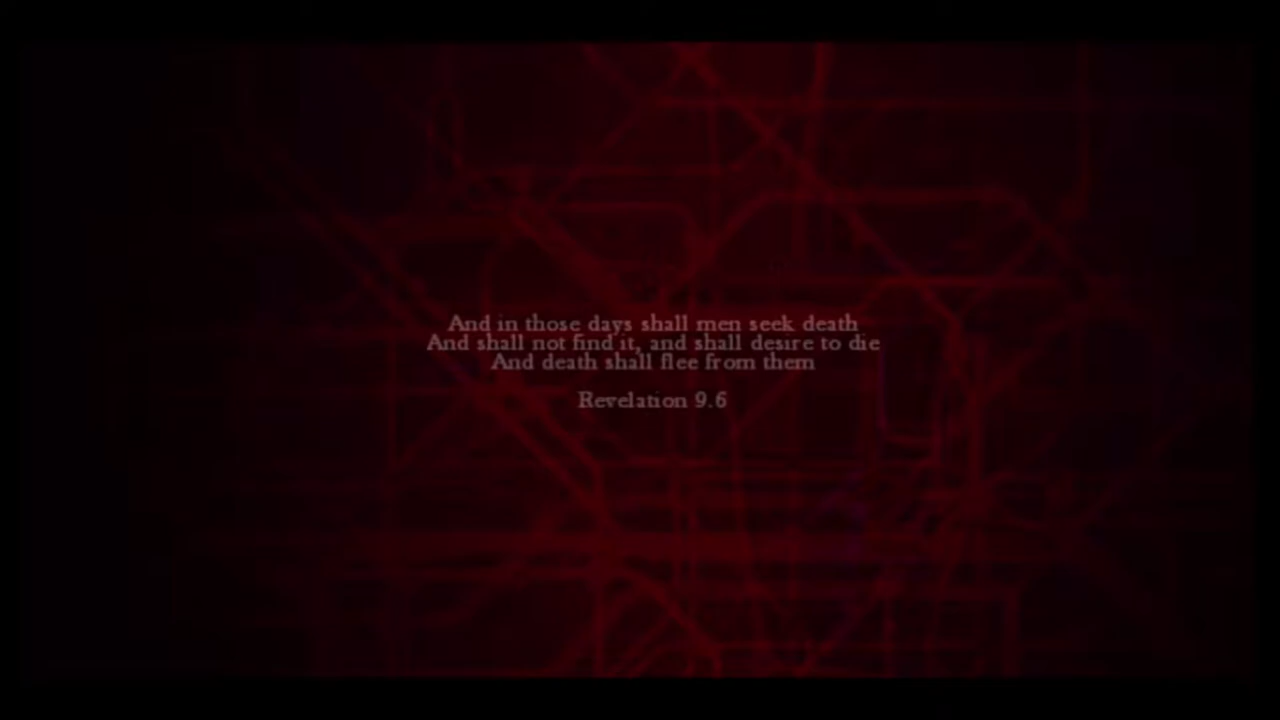 And in those days shall men seek death
And shall not find it, and shall desire to die
And death shall flee from them
Revelation 9.6